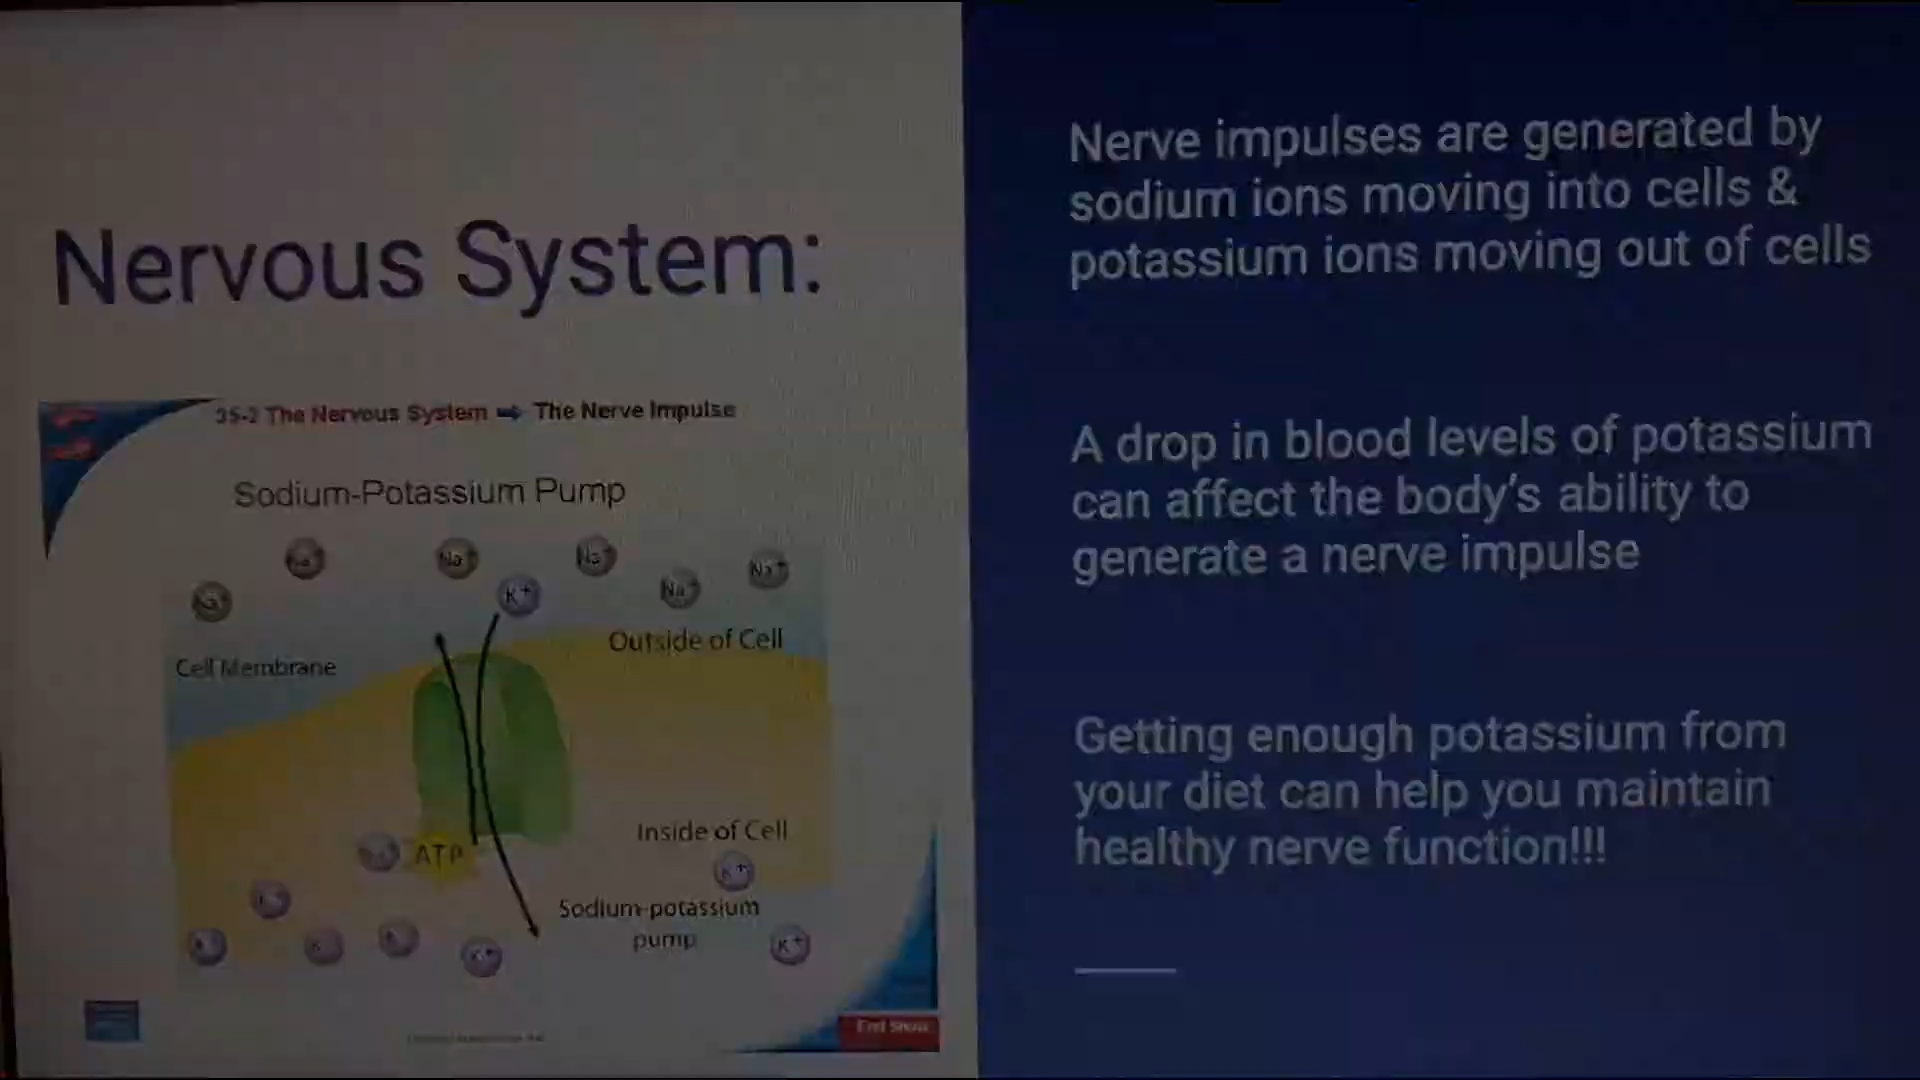 Nervous System:
35-2 The Nervous System ➡ The Nerve Impulse
Sodium-Potassium Pump
Na+
Na+
Na+
Na+
Na+
Na+
K+
Outside of Cell
Cell Membrane
Inside of Cell
ATP
K+
Sodium-potassium
pump
K+
K+
End Show
Nerve impulses are generated by
sodium ions moving into cells &
potassium ions moving out of cells
A drop in blood levels of potassium
can affect the body's ability to
generate a nerve impulse
Getting enough potassium from
your diet can help you maintain
healthy nerve function!!!